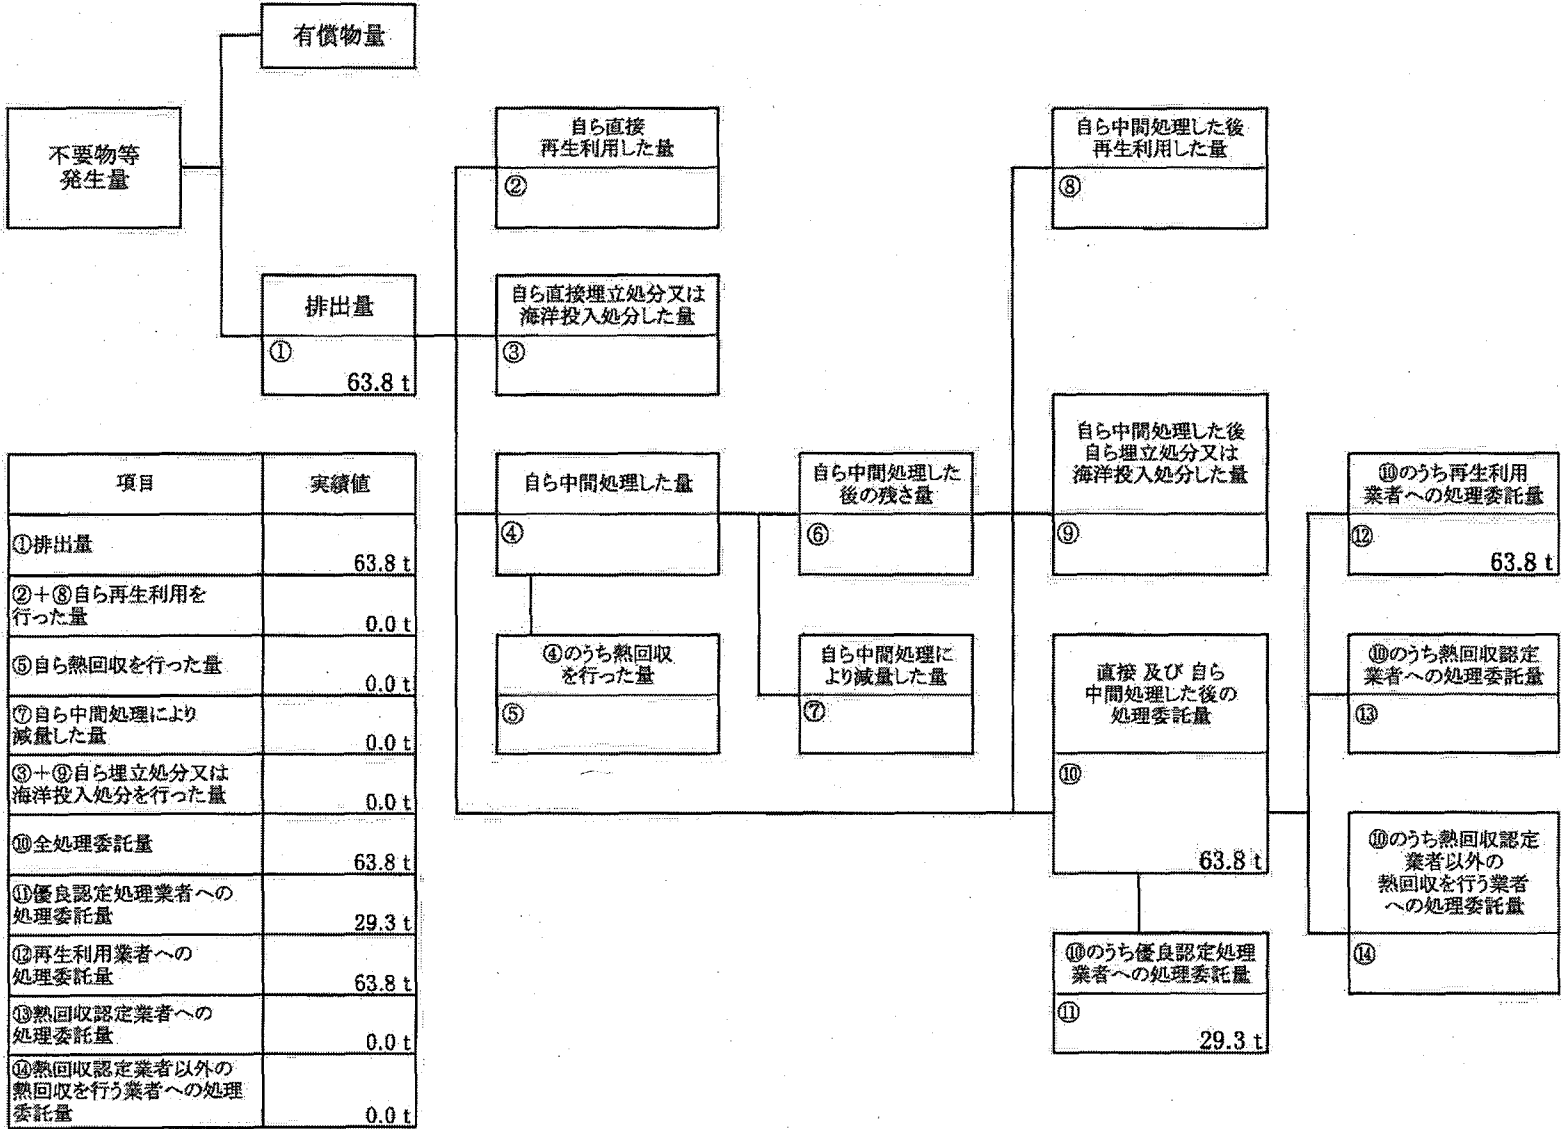 有償物量
不要物等
発生量
自ら直接
再生利用した量
②
自ら中間処理した後
再生利用した量
⑧
排出量
①
63.8 t
自ら直接埋立処分又は
海洋投入処分した量
③
自ら中間処理した量
④
自ら中間処理した
後の残さ量
⑥
自ら中間処理した後
自ら埋立処分又は
海洋投入処分した量
⑨
⑩のうち再生利用
業者への処理委託量
⑫
63.8 t
④のうち熱回収
を行った量
⑤
自ら中間処理に
より減量した量
⑦
直接 及び 自ら
中間処理した後の
処理委託量
⑩
63.8 t
⑩のうち熱回収認定
業者への処理委託量
⑬
⑩のうち熱回収認定
業者以外の
熱回収を行う業者
への処理委託量
⑭
⑩のうち優良認定処理
業者への処理委託量
⑪
29.3 t
項目 実績値
①排出量
63.8 t
②+⑧自ら再生利用を
行った量
0.0 t
⑤自ら熱回収を行った量
0.0 t
⑦自ら中間処理により
減量した量
0.0 t
③+⑨自ら埋立処分又は
海洋投入処分を行った量
0.0 t
⑩全処理委託量
63.8 t
⑪優良認定処理業者への
処理委託量
29.3 t
⑫再生利用業者への
処理委託量
63.8 t
⑬熱回収認定業者への
処理委託量
0.0 t
⑭熱回収認定業者以外の
熱回収を行う業者への処理
委託量
0.0 t